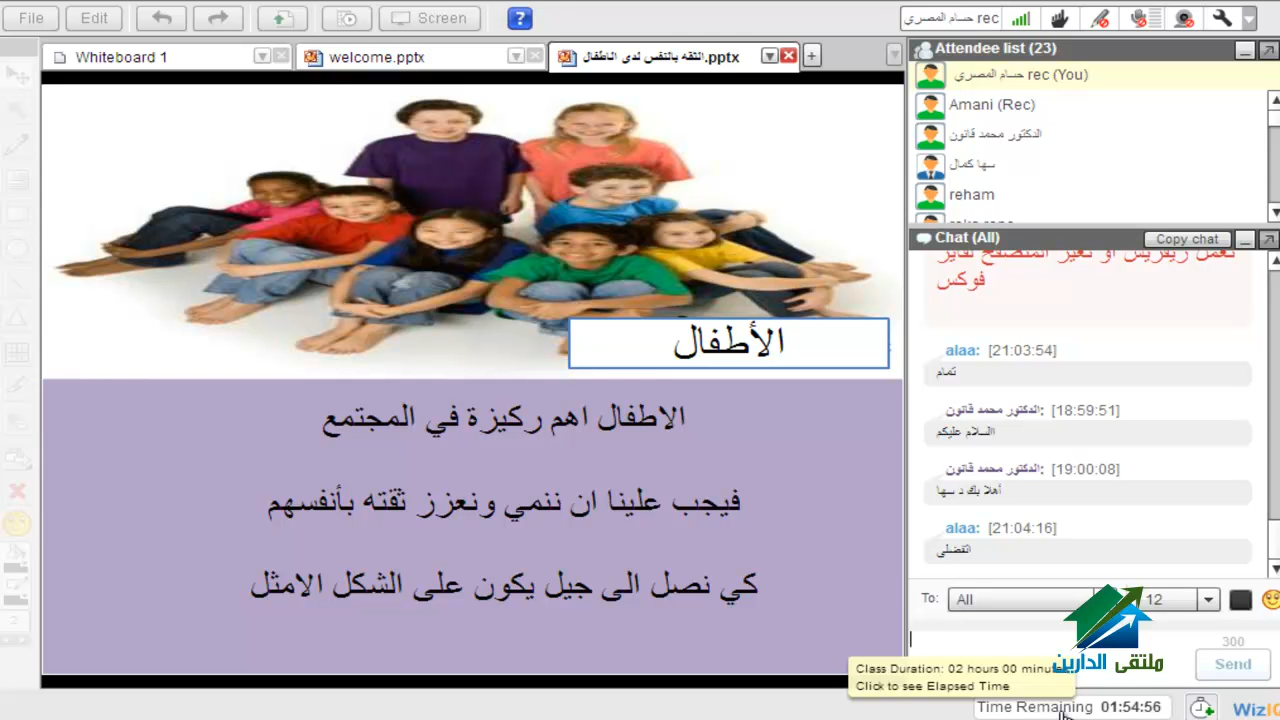 File Edit Screen ? حسام المصري rec
Whiteboard 1
welcome.pptx
الثقه بالنفس لدى الاطفال.pptx
Attendee list (23)
حسام المصري rec (You)
Amani (Rec)
الدكتور محمد قانون
سها كمال
reham
Chat (All) Copy chat
فوكس
alaa: [21:03:54]
تمام
الدكتور محمد قانون: [18:59:51]
االسلام عليكم
الدكتور محمد قانون: [19:00:08]
أهلا بك د سها
alaa: [21:04:16]
اتفضلى
To: All 12
300
Send
الأطفال
الاطفال اهم ركيزة في المجتمع
فيجب علينا ان ننمي ونعزز ثقته بأنفسهم
كي نصل الى جيل يكون على الشكل الامثل
ملتقى الدارين
Class Duration: 02 hours 00
Click to see Elapsed Time
Time Remaining 01:54:56